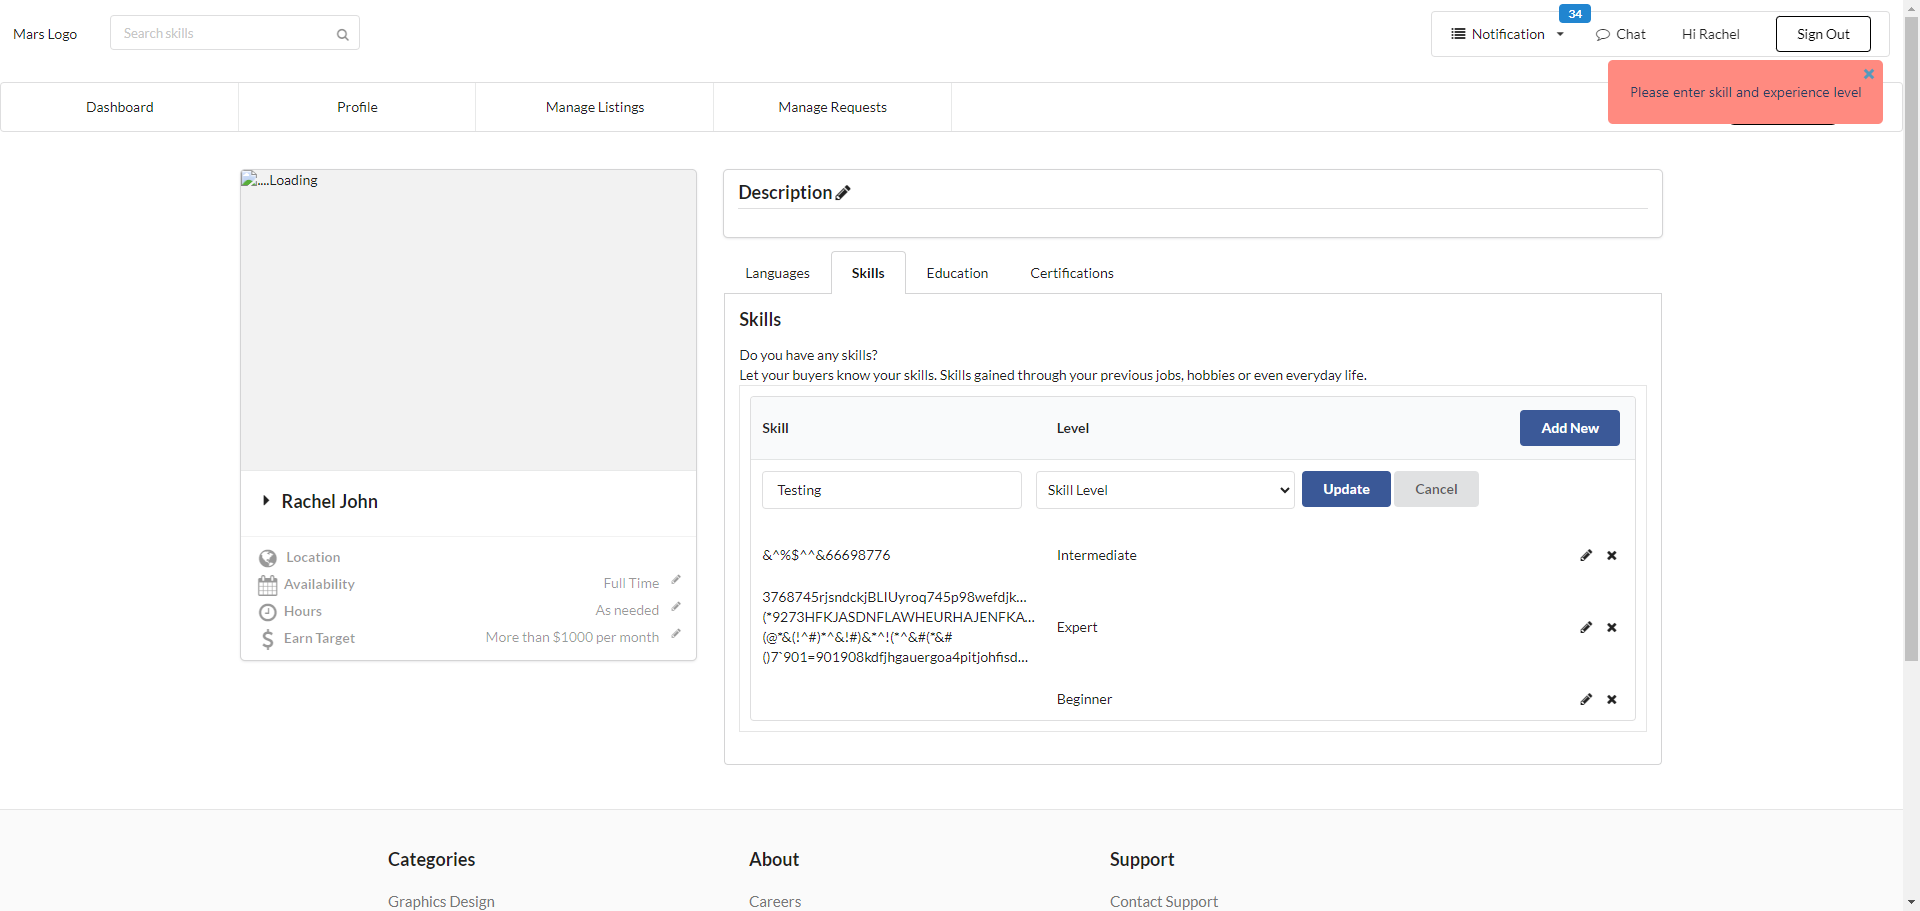 Mars Logo
Search skills
34
Notification
Chat
Hi Rachel
Sign Out
Please enter skill and experience level
Dashboard
Profile
Manage Listings
Manage Requests
....Loading
Rachel John
Location
Availability
Full Time
Hours
As needed
Earn Target
More than $1000 per month
Description
Languages
Skills
Education
Certifications
Skills
Do you have any skills?
Let your buyers know your skills. Skills gained through your previous jobs, hobbies or even everyday life.
Skill
Level
Add New
Testing
Skill Level
Update
Cancel
&^%$^^&66698776
Intermediate
3768745rjsndckjBLIUyroq745p98wefdjk...
(*9273HFKJASDNFLAWHEURHAJENFKA...
(@*&(!^#)*^&!#)&*^!(*^&#(*&#
()7`901=901908kdfjhgauergoa4pitjohfisd...
Expert
Beginner
Categories
About
Support
Graphics Design
Careers
Contact Support